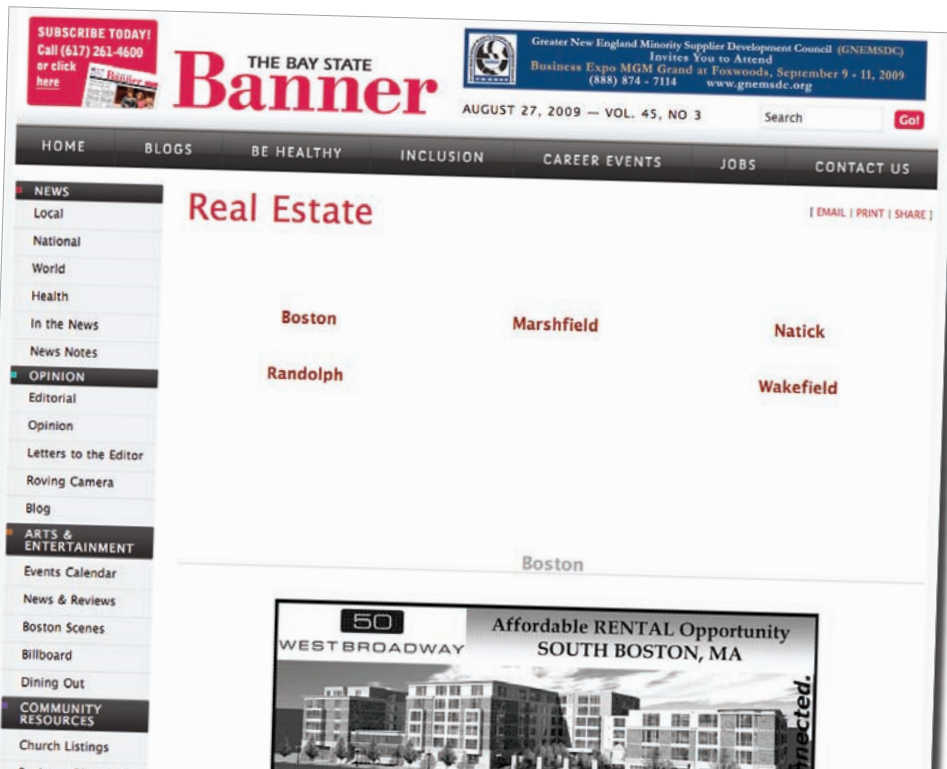 SUBSCRIBE TODAY!
Call (617) 261-4600
or click
here
Banner
THE BAY STATE
Banner
Greater New England Minority Supplier Development Council (GNEMSDC)
Invites You to Attend
Business Expo MGM Grand at Foxwoods, September 9 - 11, 2009
(888) 874 - 7114 www.gnemsdc.org
AUGUST 27, 2009 — VOL. 45, NO 3
Search
Go!
HOME BLOGS BE HEALTHY INCLUSION CAREER EVENTS JOBS CONTACT US
NEWS
Local
National
World
Health
In the News
News Notes
OPINION
Editorial
Opinion
Letters to the Editor
Roving Camera
Blog
ARTS &
ENTERTAINMENT
Events Calendar
News & Reviews
Boston Scenes
Billboard
Dining Out
COMMUNITY
RESOURCES
Church Listings
Real Estate
[ EMAIL | PRINT | SHARE ]
Boston Marshfield Natick
Randolph Wakefield
Boston
50
WESTBROADWAY
Affordable RENTAL Opportunity
SOUTH BOSTON, MA